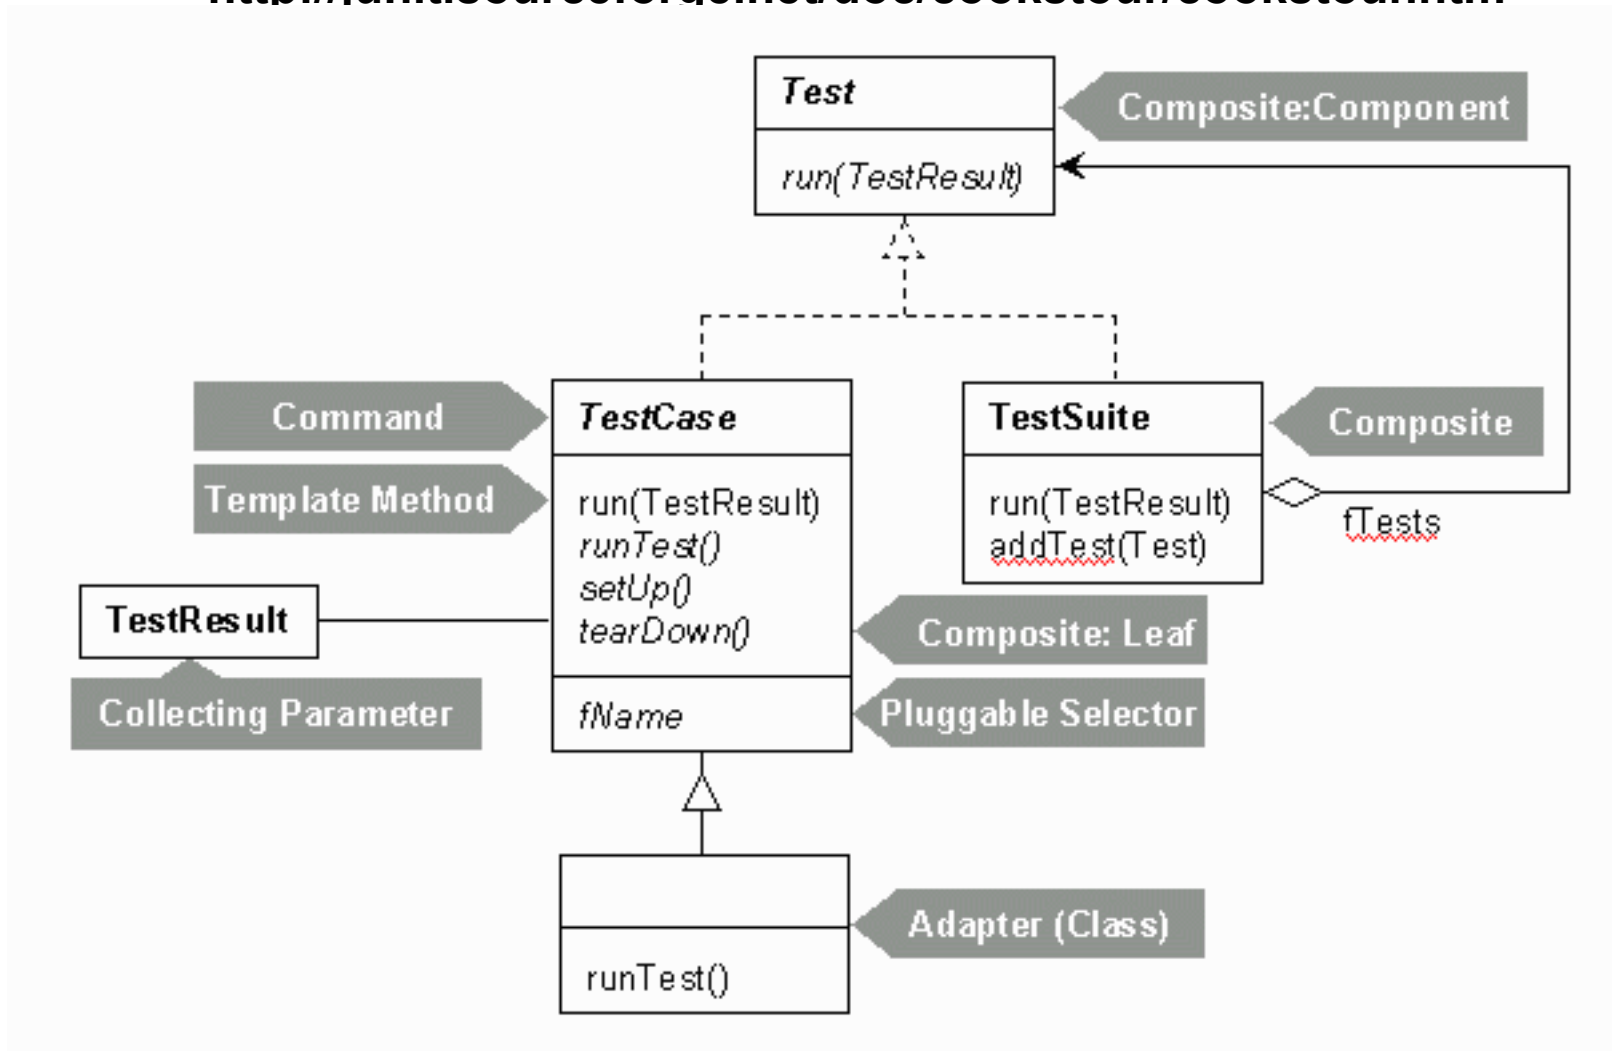 Test
Composite:Component
run(TestResult)
Command
TestCase
TestSuite
Composite
Template Method
run(TestResult)
runTest()
setUp()
tearDown()
run(TestResult)
addTest(Test)
fTests
TestResult
Composite: Leaf
Collecting Parameter
fName
Pluggable Selector
Adapter (Class)
runTest()